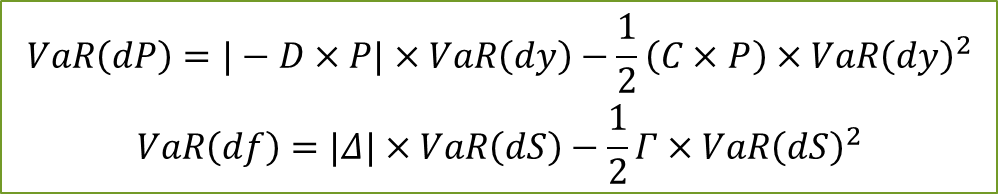 VaR(dP) = | − D × P| × VaR(dy) − 1/2 (C × P) × VaR(dy)²
VaR(df) = |Δ| × VaR(dS) − 1/2 Γ × VaR(dS)²